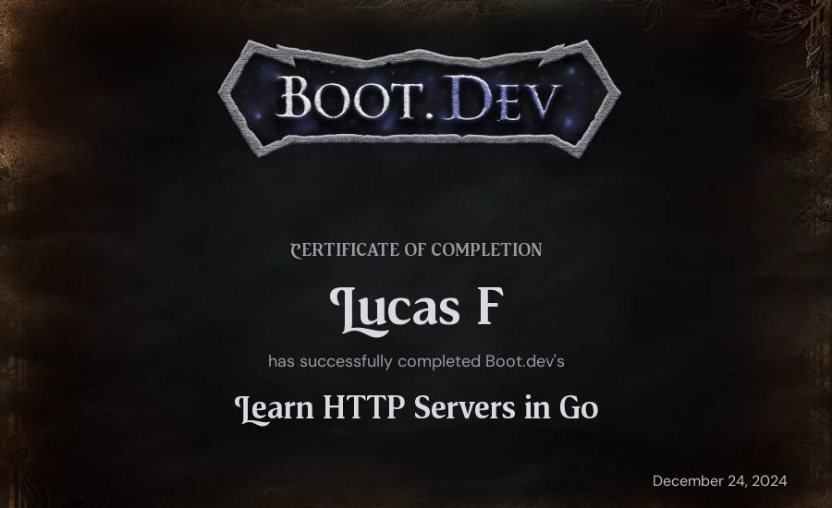 BOOT.DEV
CERTIFICATE OF COMPLETION
Lucas F
has successfully completed Boot.dev's
Learn HTTP Servers in Go
December 24, 2024